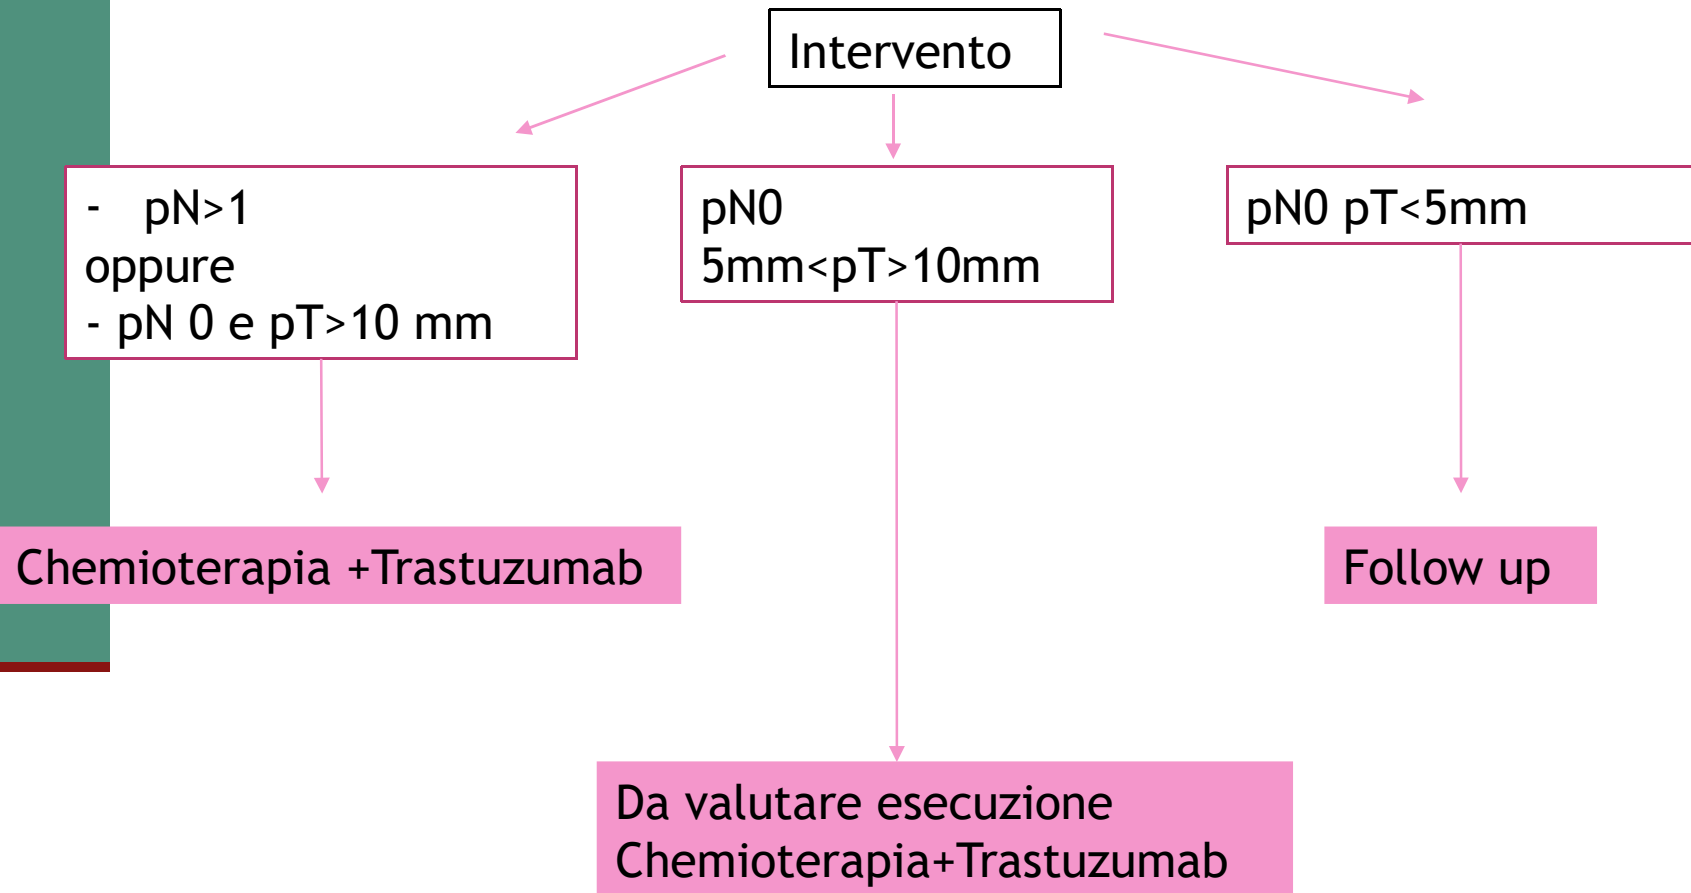 Intervento
- pN>1
oppure
- pN 0 e pT>10 mm
pN0
5mm<pT>10mm
pN0 pT<5mm
Chemioterapia +Trastuzumab
Follow up
Da valutare esecuzione
Chemioterapia+Trastuzumab